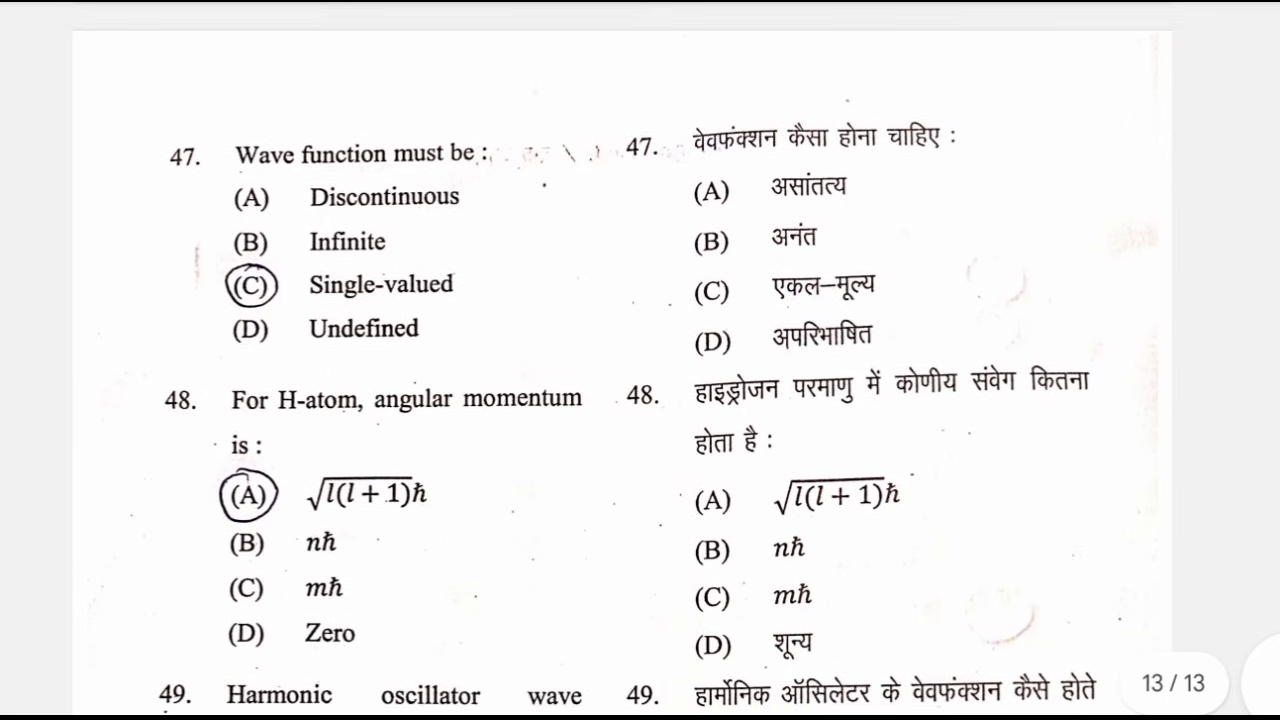 47. Wave function must be :
(A) Discontinuous
(B) Infinite
(C) Single-valued
(D) Undefined
48. For H-atom, angular momentum
is :
(A) √l(l + 1)ħ
(B) nħ
(C) mħ
(D) Zero
49. Harmonic oscillator wave
47. वेवफंक्शन कैसा होना चाहिए :
(A) असांतत्य
(B) अनंत
(C) एकल–मूल्य
(D) अपरिभाषित
48. हाइड्रोजन परमाणु में कोणीय संवेग कितना
होता है :
(A) √l(l + 1)ħ
(B) nħ
(C) mħ
(D) शून्य
49. हार्मोनिक ऑसिलेटर के वेवफंक्शन कैसे होते
13 / 13